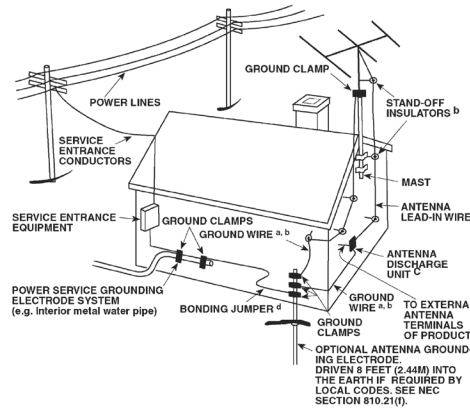 GROUND CLAMP
POWER LINES
STAND-OFF
INSULATORS b
SERVICE
ENTRANCE
CONDUCTORS
MAST
ANTENNA
LEAD-IN WIRE
SERVICE ENTRANCE
EQUIPMENT
GROUND CLAMPS
GROUND WIRE a, b
ANTENNA
DISCHARGE
UNIT C
POWER SERVICE GROUNDING
ELECTRODE SYSTEM
(e.g. Interior metal water pipe)
BONDING JUMPER d
GROUND
WIRE a, b
GROUND
CLAMPS
TO EXTERNA
ANTENNA
TERMINALS
OF PRODUCT
OPTIONAL ANTENNA GROUND-
ING ELECTRODE.
DRIVEN 8 FEET (2.44M) INTO
THE EARTH IF REQUIRED BY
LOCAL CODES. SEE NEC
SECTION 810.21(f).